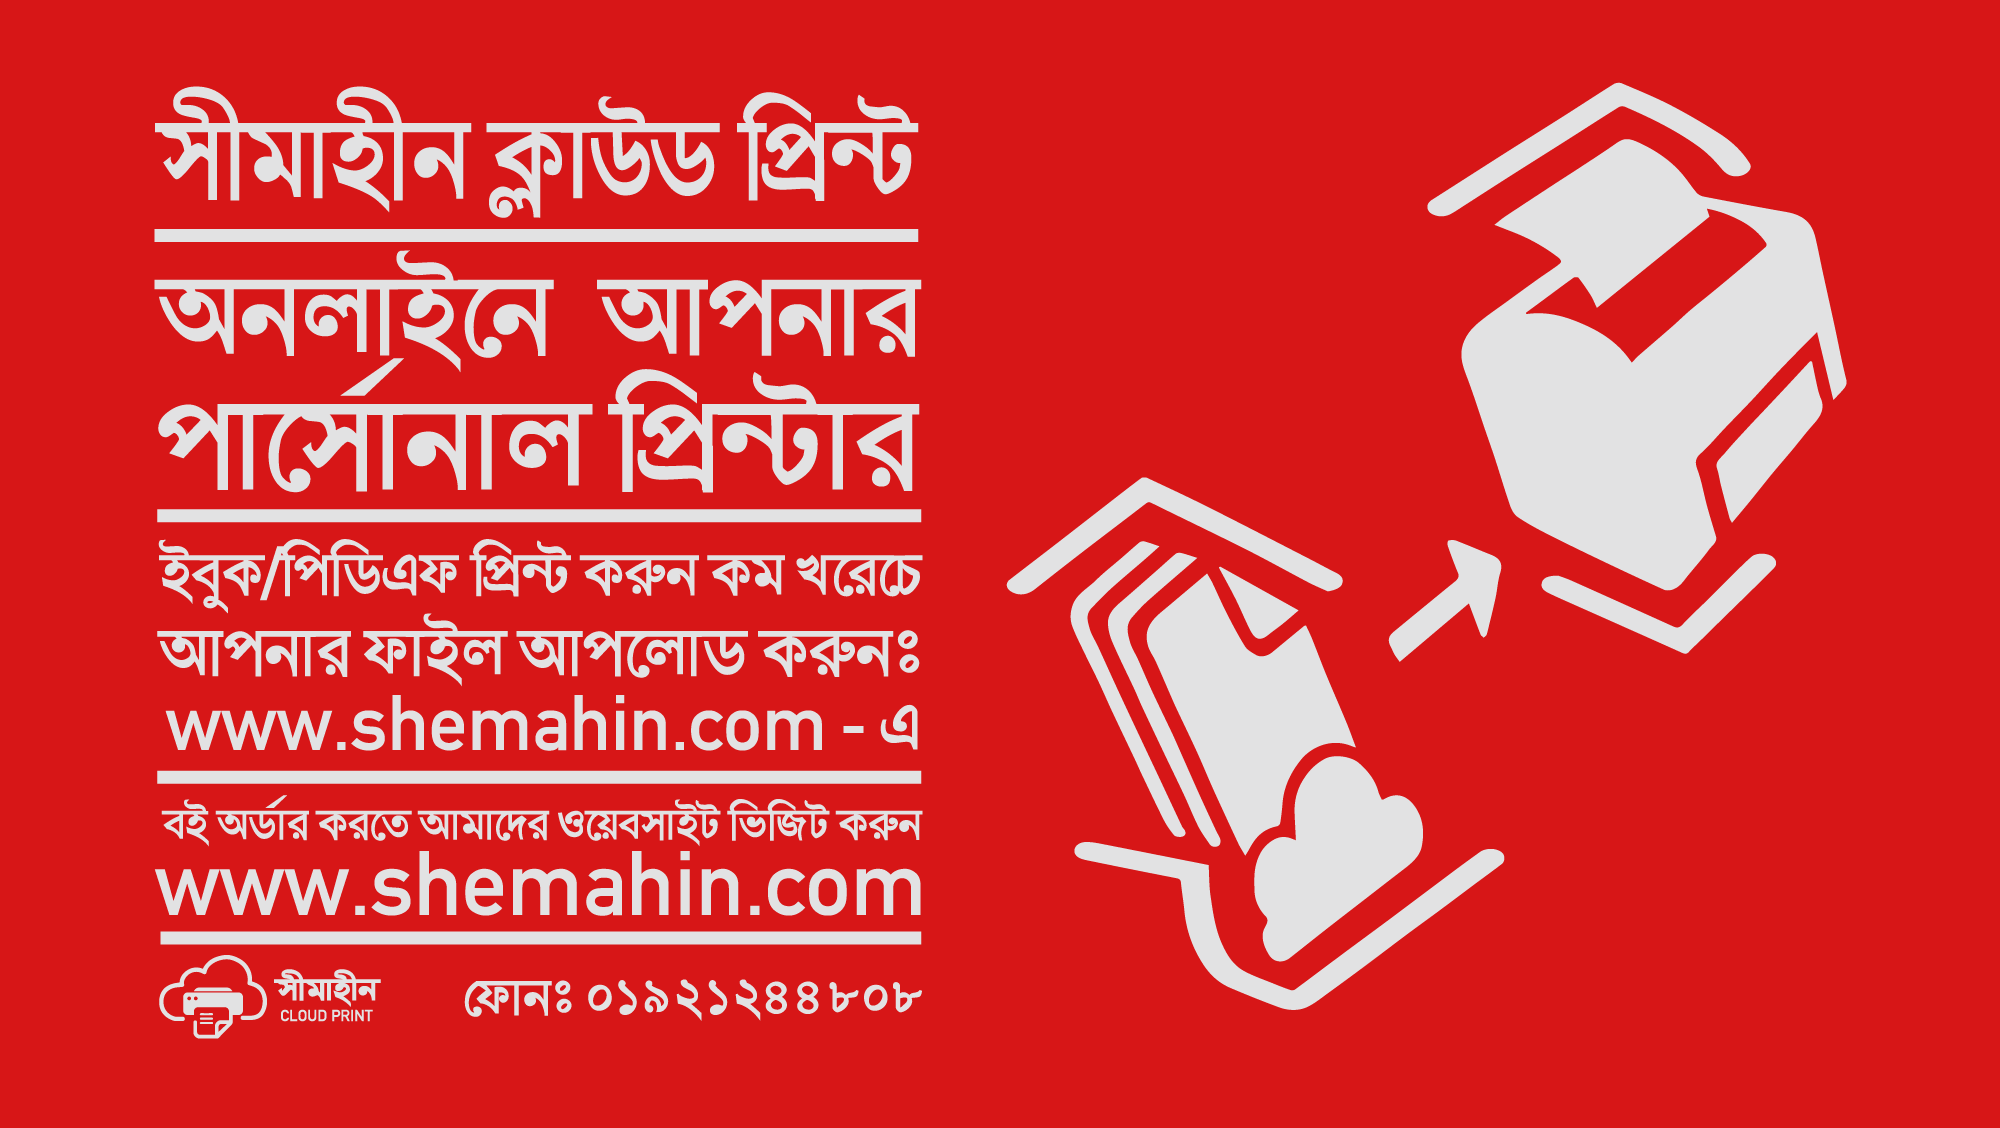 সীমাহীন ক্লাউড প্রিন্ট
অনলাইনে আপনার
পার্সোনাল প্রিন্টার
ইবুক/পিডিএফ প্রিন্ট করুন কম খরেচে
আপনার ফাইল আপলোড করুনঃ
www.shemahin.com - এ
বই অর্ডার করতে আমাদের ওয়েবসাইট ভিজিট করুন
www.shemahin.com
সীমাহীন
CLOUD PRINT
ফোনঃ ০১৯২১২৪৪৮০৮